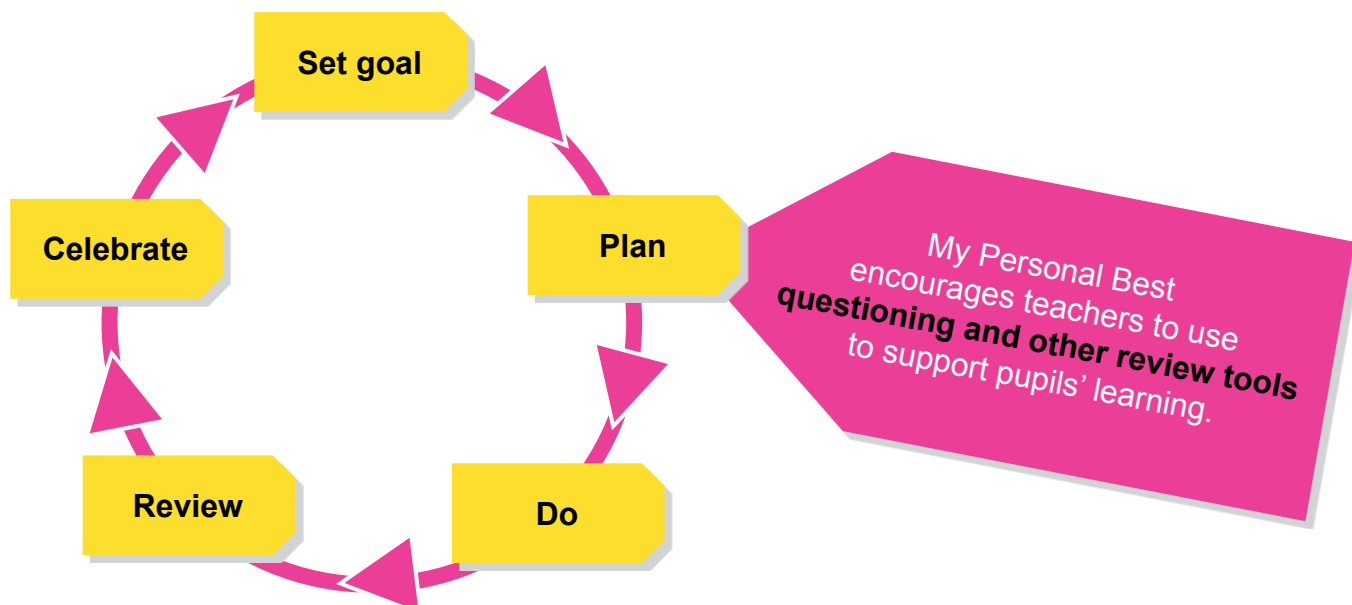 Set goal
Plan
Do
Review
Celebrate
My Personal Best
encourages teachers to use
questioning and other review tools
to support pupils’ learning.